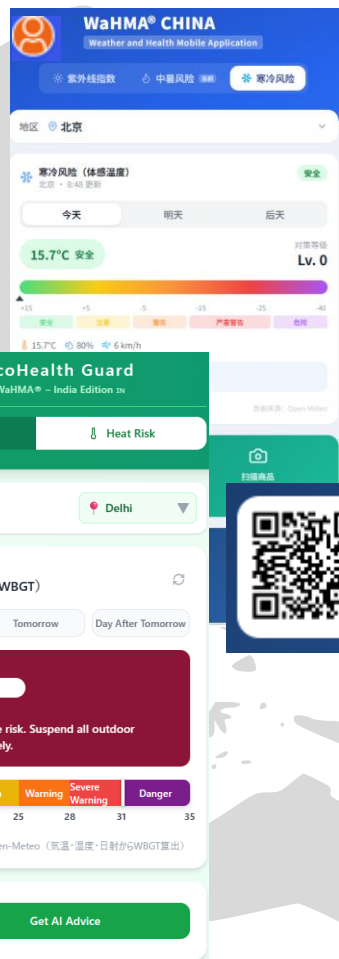 WaHMA® CHINA
Weather and Health Mobile Application
紫外线指数
中暑风险
寒冷风险
地区 北京
寒冷风险（体感温度）
安全
北京 • 8:48 更新
今天 明天 后天
15.7°C 安全
对策等级
Lv. 0
+15 +5 -5 -15 -25 -40
安全 注意 警告 严重警告 危险
15.7°C 80% 6 km/h
数据来源：Open-Meteo
扫描商品
coHealth Guard
WaHMA® – India Edition IN
Heat Risk
Delhi
WBGT）
Tomorrow Day After Tomorrow
risk. Suspend all outdoor
ely.
Warning Severe Warning Danger
25 28 31 35
en-Meteo（気温・湿度・日射からWBGT算出）
Get AI Advice